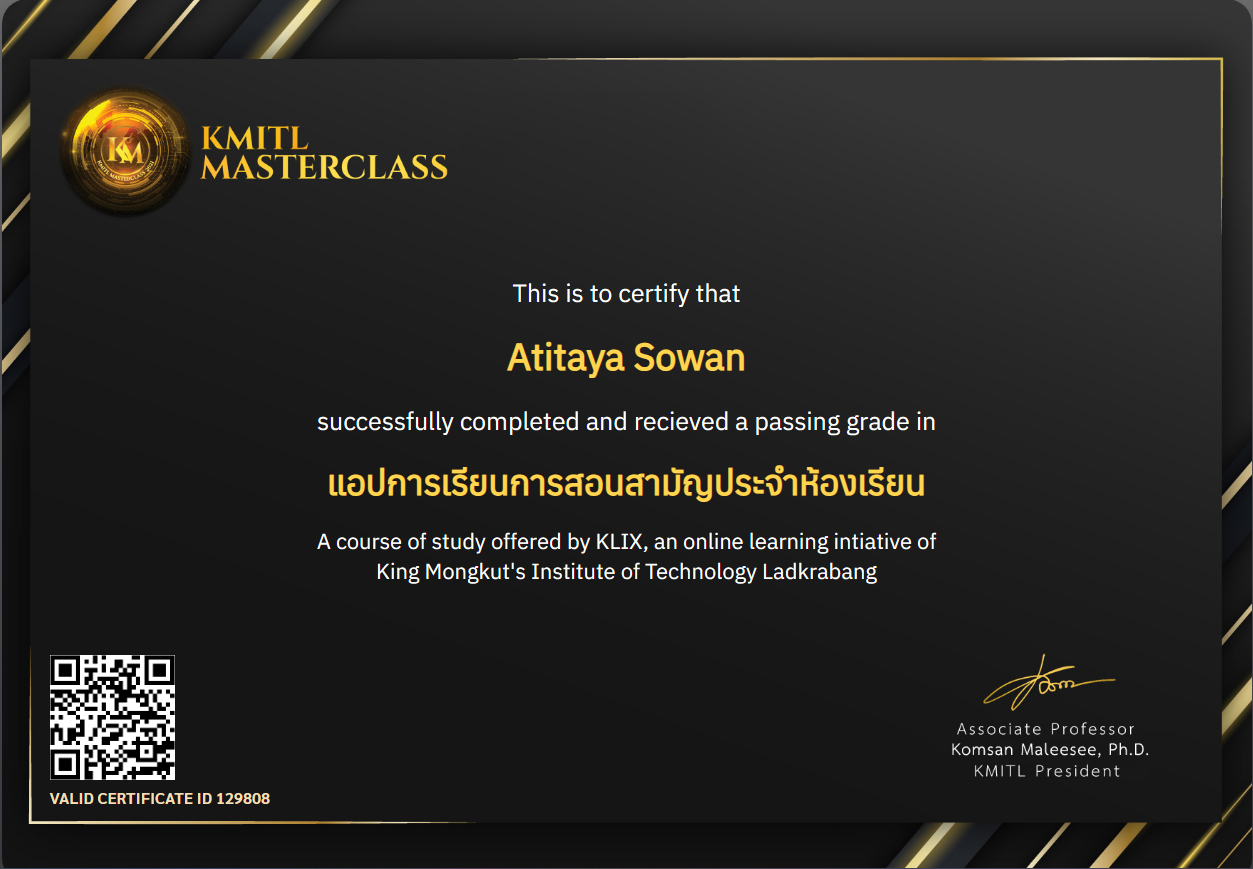 KM
KMITL MASTERCLASS 2021
KMITL
MASTERCLASS
This is to certify that
Atitaya Sowan
successfully completed and recieved a passing grade in
แอปการเรียนการสอนสามัญประจำห้องเรียน
A course of study offered by KLIX, an online learning intiative of
King Mongkut's Institute of Technology Ladkrabang
Associate Professor
Komsan Maleesee, Ph.D.
KMITL President
VALID CERTIFICATE ID 129808